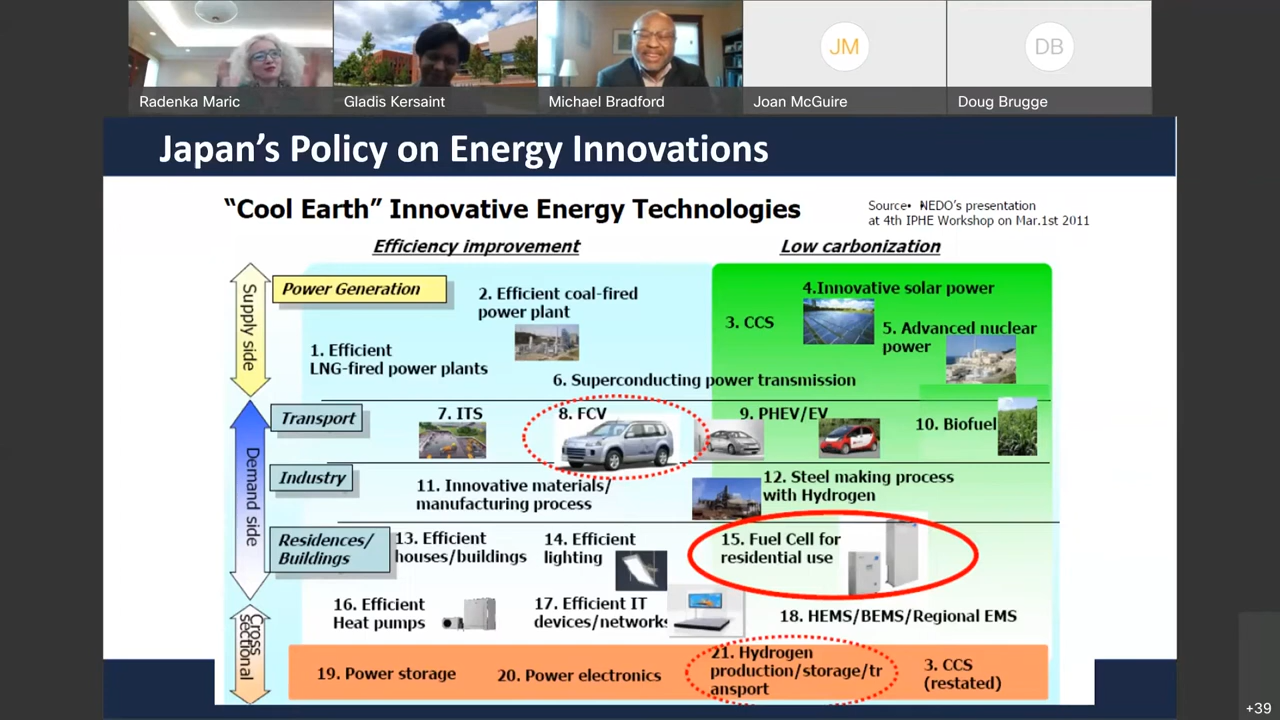 JM
DB
Radenka Maric
Gladis Kersaint
Michael Bradford
Joan McGuire
Doug Brugge
Japan's Policy on Energy Innovations
“Cool Earth” Innovative Energy Technologies
Source• NEDO's presentation
at 4th IPHE Workshop on Mar.1st 2011
Efficiency improvement
Low carbonization
Supply side
Power Generation
1. Efficient
LNG-fired power plants
2. Efficient coal-fired
power plant
3. CCS
4.Innovative solar power
5. Advanced nuclear
power
6. Superconducting power transmission
Demand side
Transport
7. ITS
8. FCV
9. PHEV/EV
10. Biofuel
Industry
11. Innovative materials/
manufacturing process
12. Steel making process
with Hydrogen
Residences/
Buildings
13. Efficient
houses/buildings
14. Efficient
lighting
15. Fuel Cell for
residential use
16. Efficient
Heat pumps
17. Efficient IT
devices/networks
18. HEMS/BEMS/Regional EMS
Cross
sectional
19. Power storage
20. Power electronics
21. Hydrogen
production/storage/tr
ansport
3. CCS
(restated)
+39